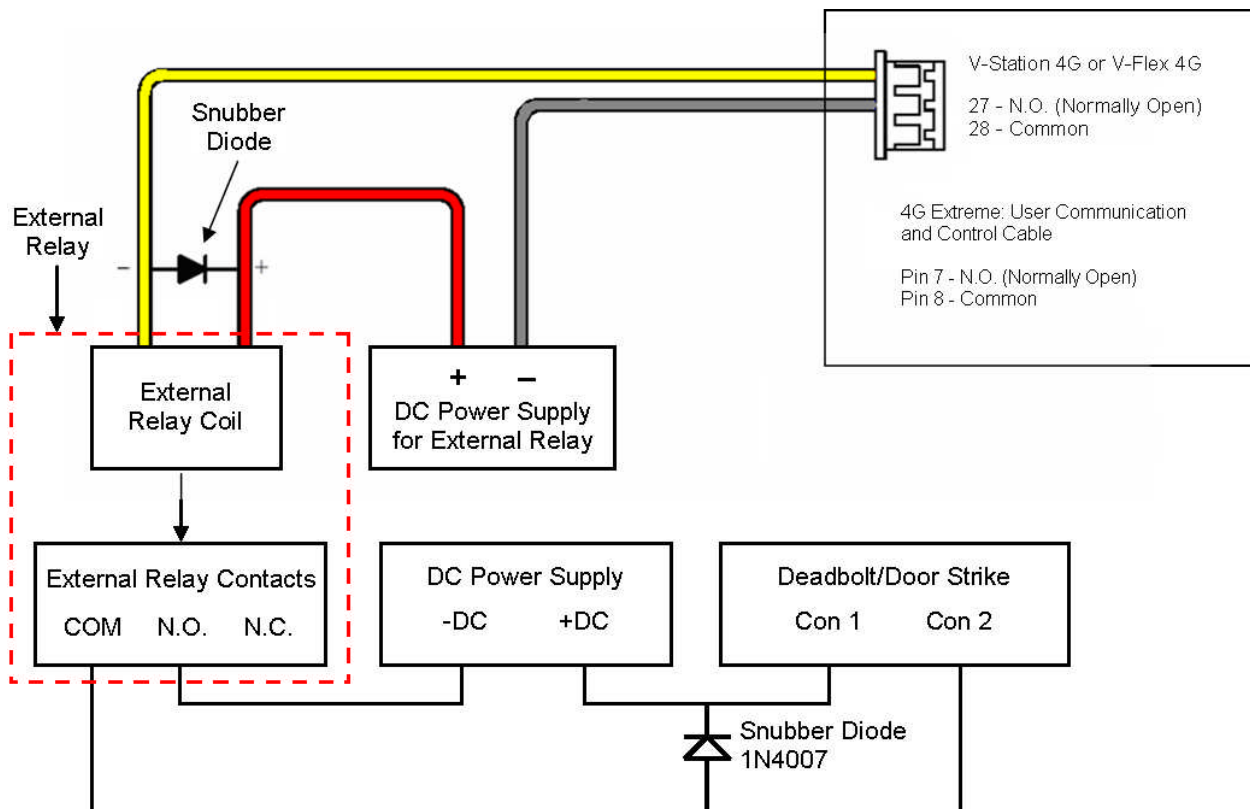 V-Station 4G or V-Flex 4G
27 - N.O. (Normally Open)
28 - Common
4G Extreme: User Communication
and Control Cable
Pin 7 - N.O. (Normally Open)
Pin 8 - Common
Snubber
Diode
External
Relay
–
+
External
Relay Coil
+ –
DC Power Supply
for External Relay
External Relay Contacts
COM N.O. N.C.
DC Power Supply
-DC +DC
Deadbolt/Door Strike
Con 1 Con 2
Snubber Diode
1N4007